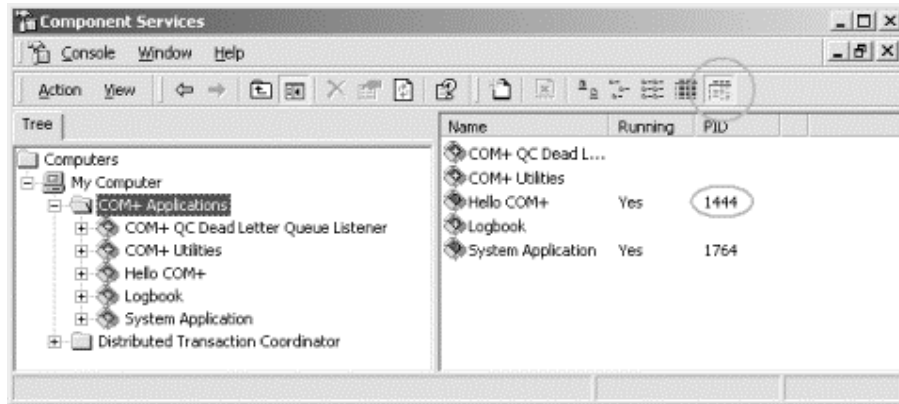 Component Services
Console Window Help
Action View
Tree
Name Running PID
Computers
My Computer
COM+ Applications
COM+ QC Dead Letter Queue Listener
COM+ Utilities
Hello COM+
Logbook
System Application
Distributed Transaction Coordinator
COM+ QC Dead L...
COM+ Utilities
Hello COM+ Yes 1444
Logbook
System Application Yes 1764